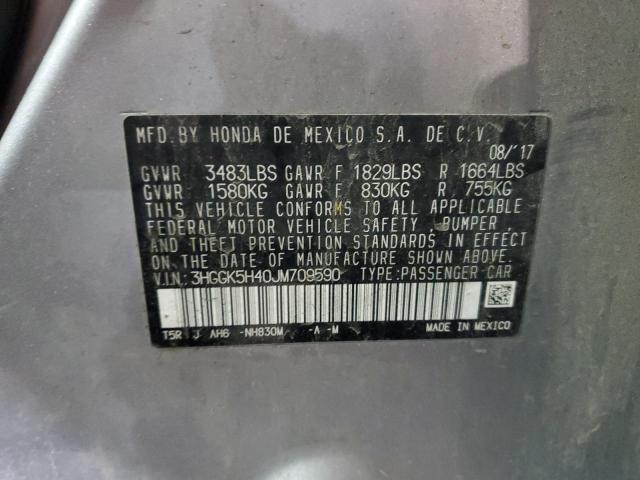 MFD. BY HONDA DE MEXICO S.A. DE C.V.
08/'17
GVWR 3483LBS GAWR F 1829LBS R 1664LBS
GVWR 1580KG GAWR F 830KG R 755KG
THIS VEHICLE CONFORMS TO ALL APPLICABLE
FEDERAL MOTOR VEHICLE SAFETY, BUMPER, AND
THEFT PREVENTION STANDARDS IN EFFECT
ON THE DATE OF MANUFACTURE SHOWN ABOVE.
V.I.N: 3HGGK5H40JM709590 TYPE:PASSENGER CAR
T5R J AH6 -NH830M -A -M MADE IN MEXICO